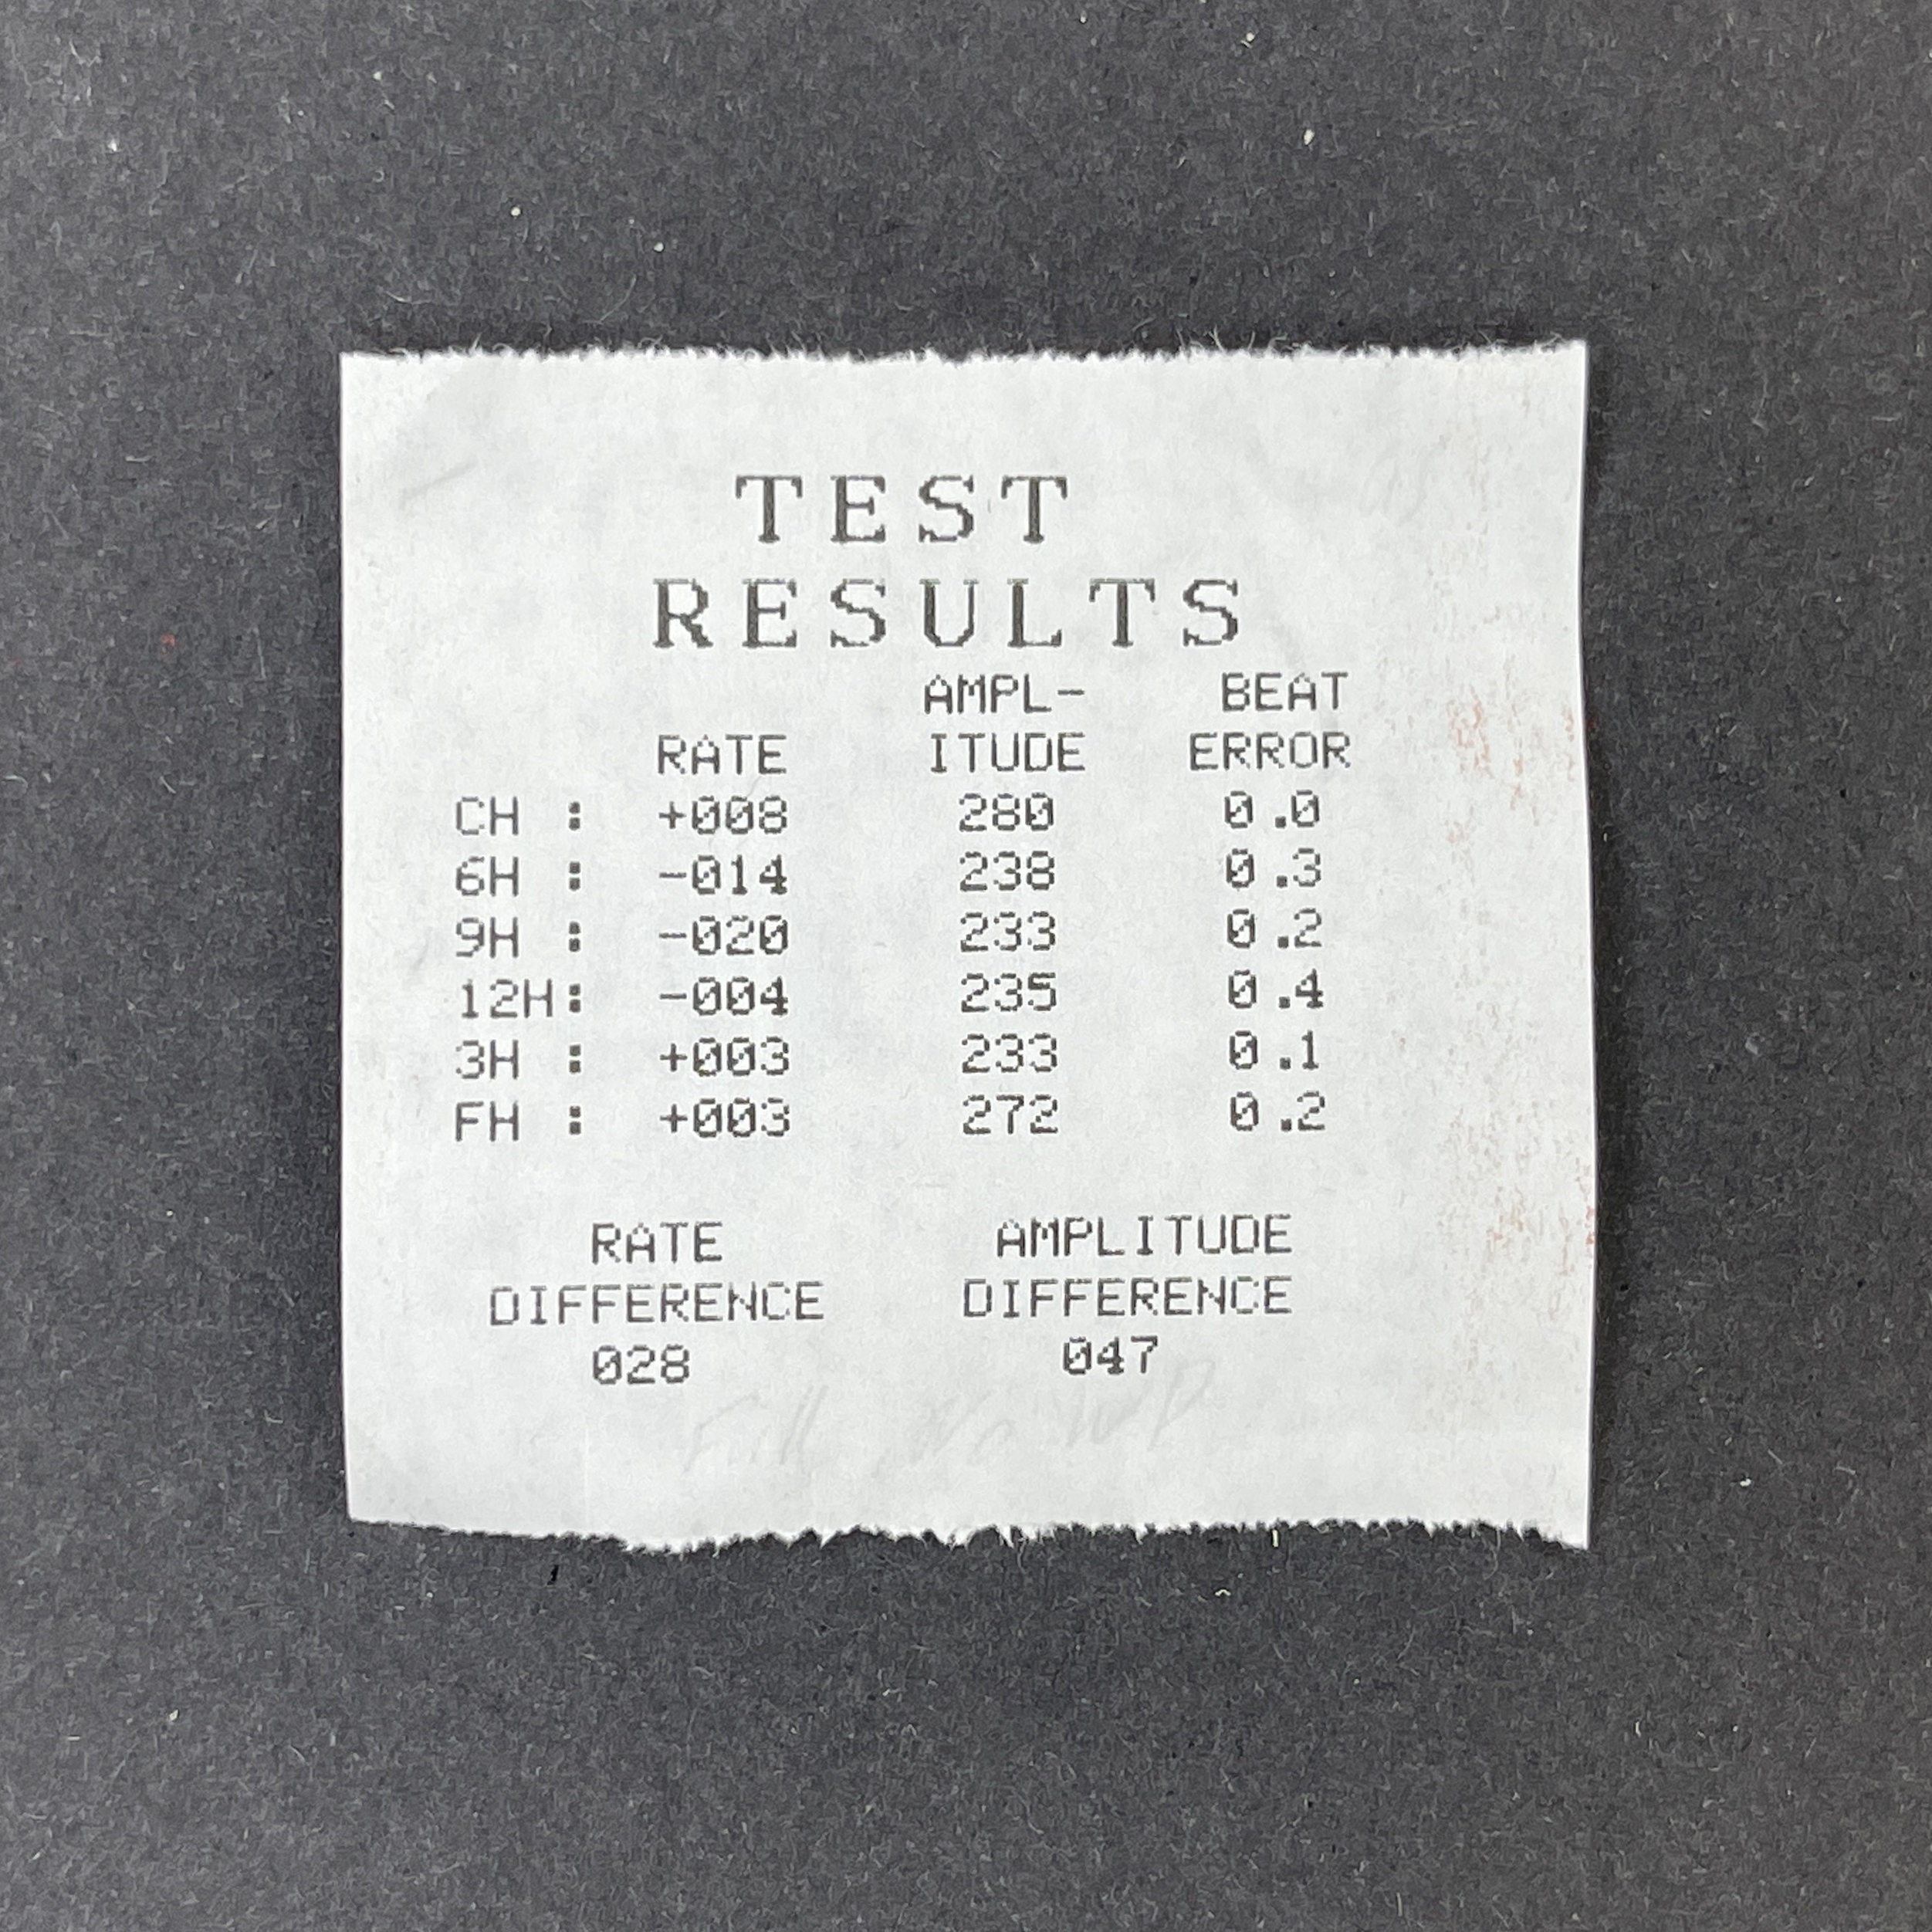 TEST
RESULTS
AMPL- BEAT
RATE ITUDE ERROR
CH : +008 280 0.0
6H : -014 238 0.3
9H : -020 233 0.2
12H: -004 235 0.4
3H : +003 233 0.1
FH : +003 272 0.2
RATE AMPLITUDE
DIFFERENCE DIFFERENCE
028 047
Full